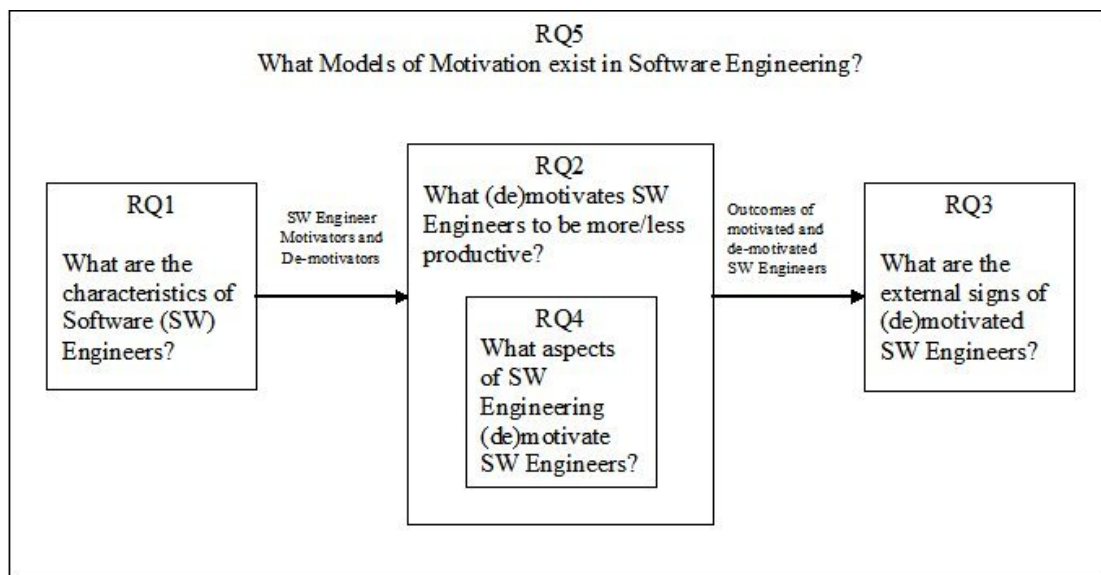 RQ5
What Models of Motivation exist in Software Engineering?
RQ1
What are the
characteristics of
Software (SW)
Engineers?
SW Engineer
Motivators and
De-motivators
RQ2
What (de)motivates SW
Engineers to be more/less
productive?
RQ4
What aspects
of SW
Engineering
(de)motivate
SW Engineers?
Outcomes of
motivated and
de-motivated
SW Engineers
RQ3
What are the
external signs of
(de)motivated
SW Engineers?